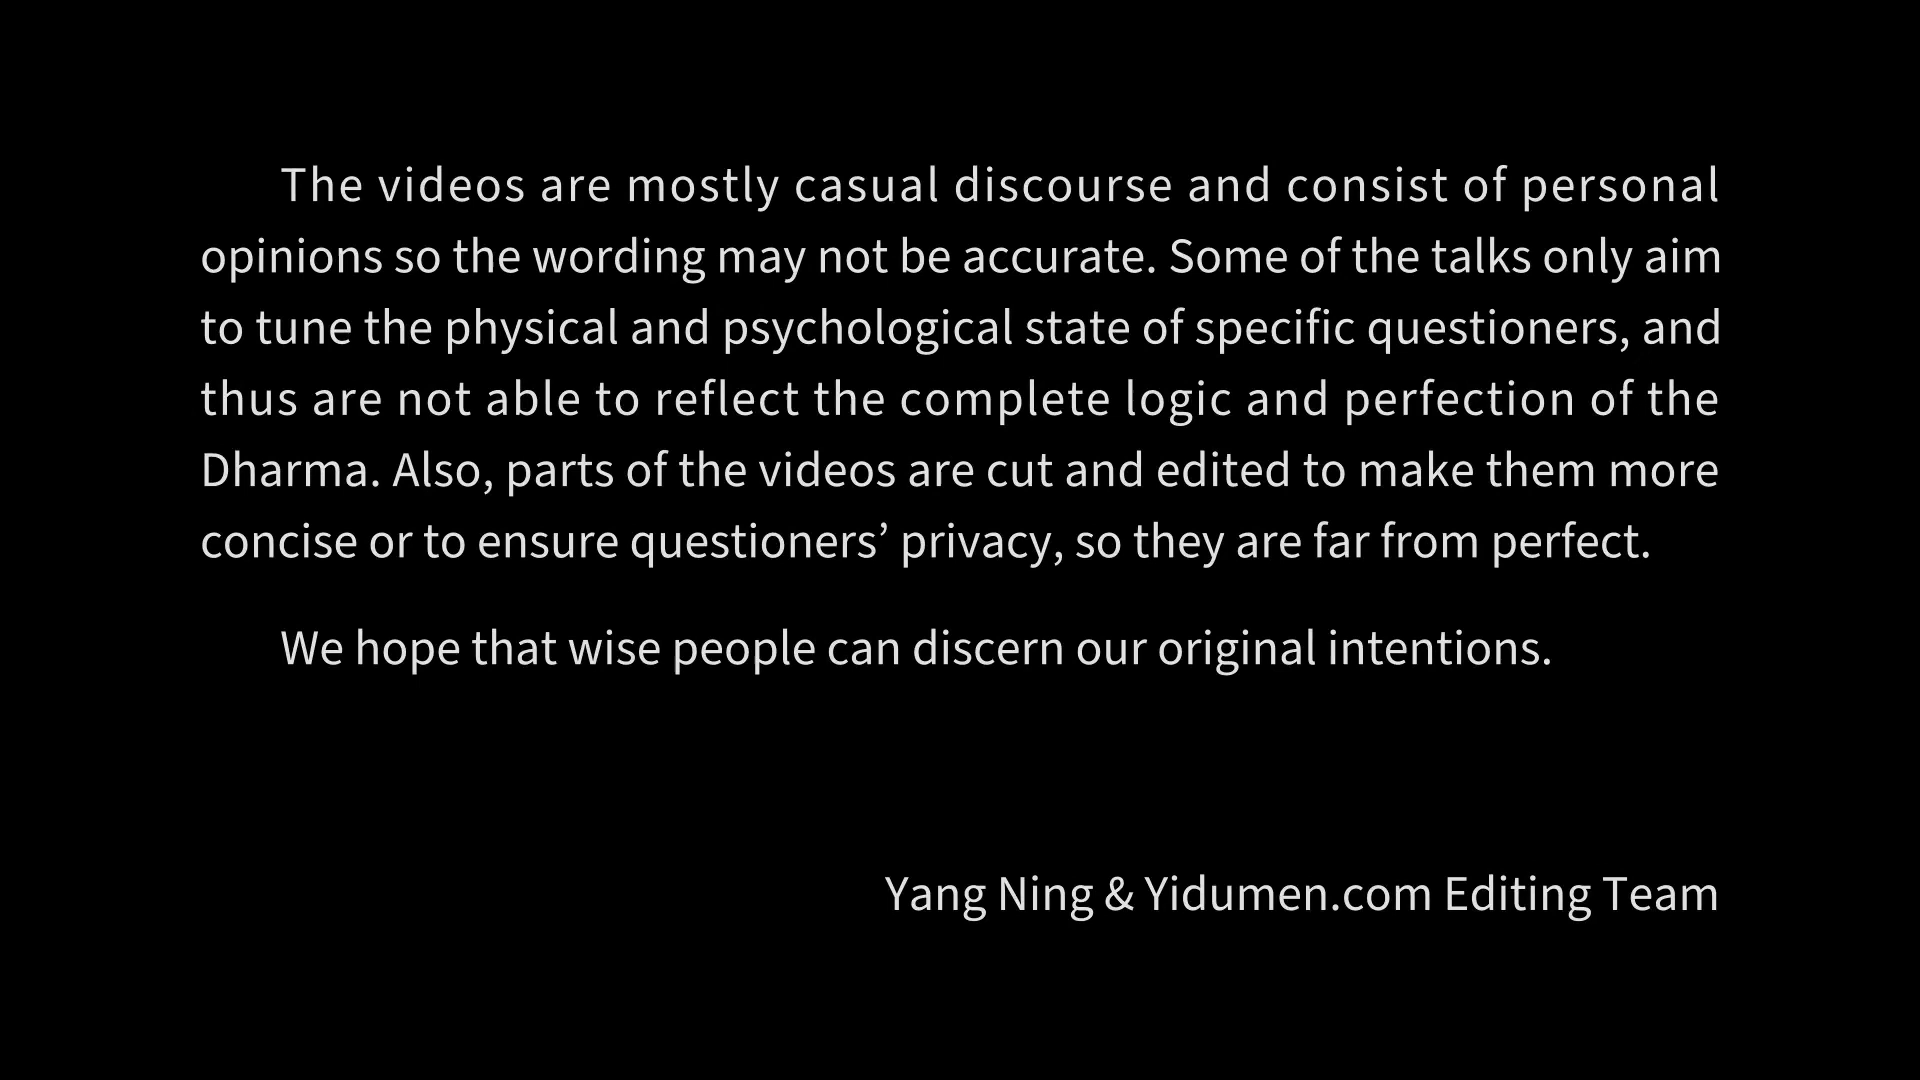 The videos are mostly casual discourse and consist of personal
opinions so the wording may not be accurate. Some of the talks only aim
to tune the physical and psychological state of specific questioners, and
thus are not able to reflect the complete logic and perfection of the
Dharma. Also, parts of the videos are cut and edited to make them more
concise or to ensure questioners’ privacy, so they are far from perfect.
We hope that wise people can discern our original intentions.
Yang Ning & Yidumen.com Editing Team